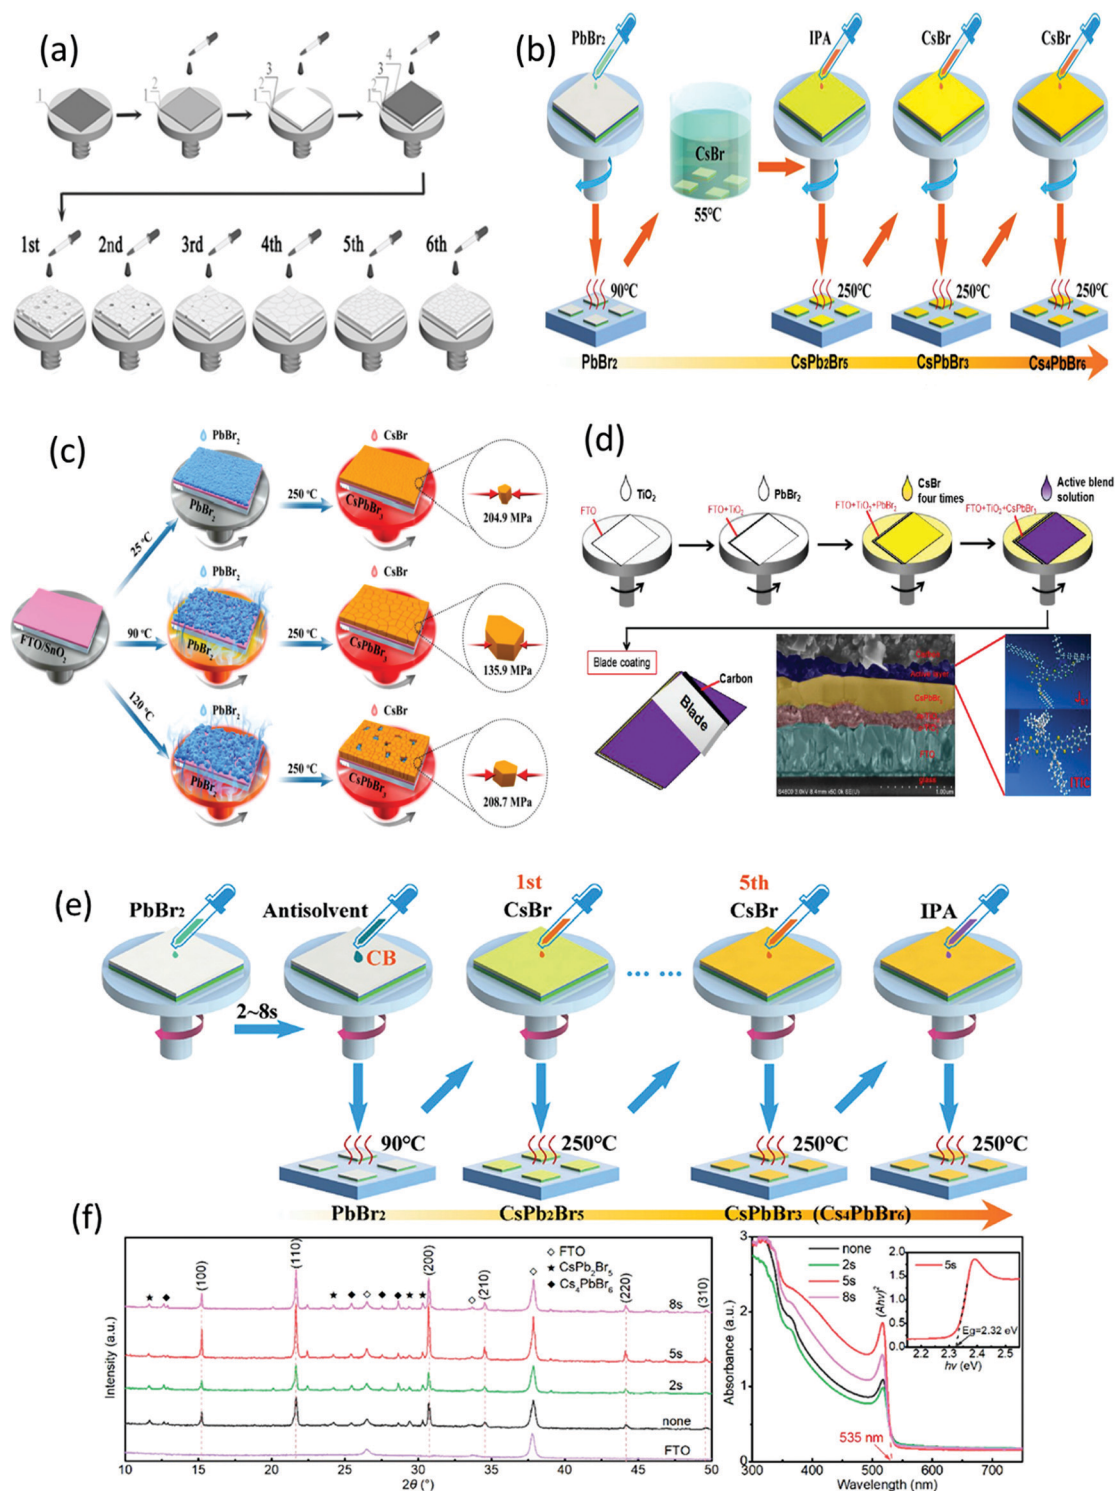 (a)
1
1 2
1 2 3
1 2 3 4
1st 2nd 3rd 4th 5th 6th
(b)
PbBr2 IPA CsBr CsBr
CsBr
55℃
90℃ 250℃ 250℃ 250℃
PbBr2 CsPb2Br5 CsPbBr3 Cs4PbBr6
(c)
PbBr2 CsBr
25 ℃ PbBr2 250 ℃ CsPbBr3 204.9 MPa
PbBr2 CsBr
FTO/SnO2 90 ℃ PbBr2 250 ℃ CsPbBr3 135.9 MPa
PbBr2 CsBr
120℃ PbBr2 250 ℃ CsPbBr3 208.7 MPa
(d)
TiO2 PbBr2 CsBr four times Active blend solution
FTO FTO+TiO2 FTO+TiO2+PbBr2 FTO+TiO2+CsPbBr3
Blade coating
Carbon
Blade
Active layer
CsPbBr3
FTO
glass
1.00um
J61
ITIC
(e)
PbBr2 Antisolvent 1st CsBr 5th CsBr IPA
CB
2~8s
... ...
90℃ 250℃ 250℃ 250℃
PbBr2 CsPb2Br5 CsPbBr3 (Cs4PbBr6)
(f)
(100) (110) (200) (210) (220) (310)
FTO
CsPb2Br5
Cs4PbBr6
8s
5s
2s
none
FTO
Intensity (a.u.)
10 15 20 25 30 35 40 45 50
2θ (°)
Absorbance (a.u.)
3
2
1
0
none
2s
5s
8s
5s
(Ahν)²
2.0
1.5
1.0
0.5
0.0
Eg=2.32 eV
2.2 2.3 2.4 2.5
hv (eV)
535 nm
300 400 500 600 700
Wavelength (nm)